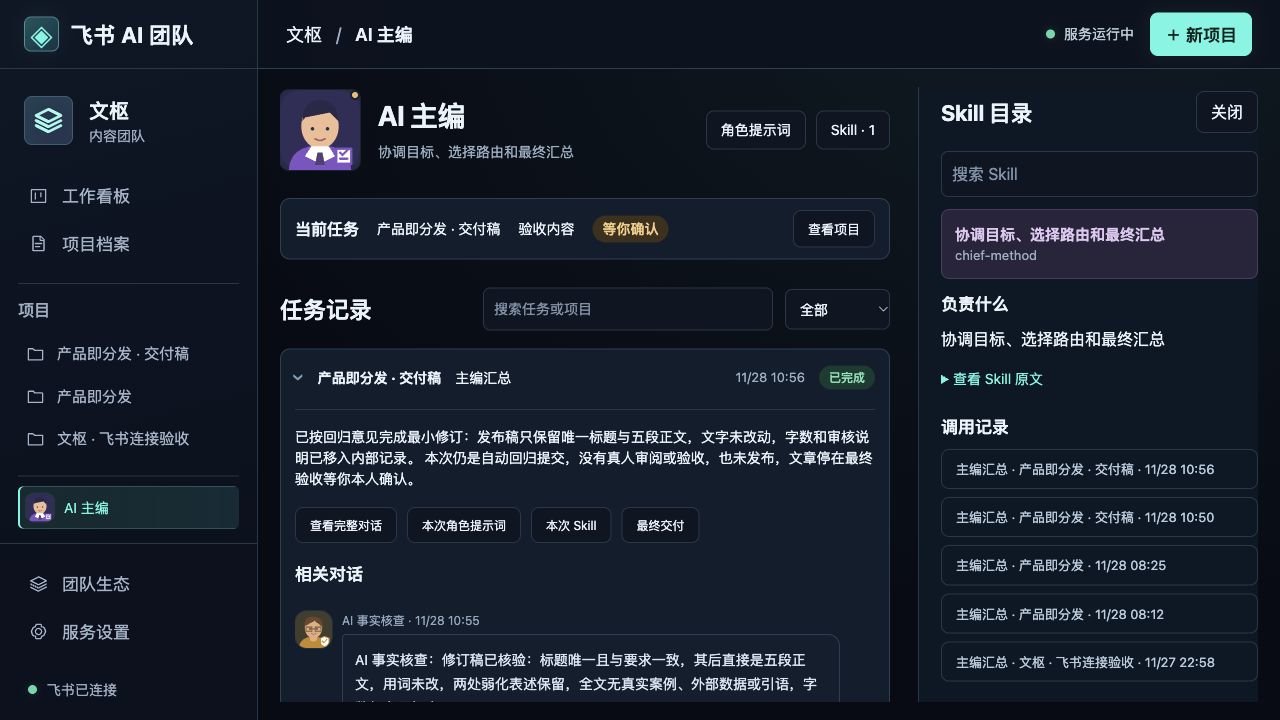 飞书 AI 团队
文枢
内容团队
工作看板
项目档案
项目
产品即分发 · 交付稿
产品即分发
文枢 · 飞书连接验收
AI 主编
团队生态
服务设置
飞书已连接
文枢 / AI 主编
服务运行中
+ 新项目
AI 主编
协调目标、选择路由和最终汇总
角色提示词
Skill · 1
当前任务 产品即分发 · 交付稿 验收内容 等你确认
查看项目
任务记录
搜索任务或项目
全部
产品即分发 · 交付稿 主编汇总 11/28 10:56 已完成
已按回归意见完成最小修订：发布稿只保留唯一标题与五段正文，文字未改动，字数和审核说
明已移入内部记录。 本次仍是自动回归提交，没有真人审阅或验收，也未发布，文章停在最终
验收等你本人确认。
查看完整对话
本次角色提示词
本次 Skill
最终交付
相关对话
AI 事实核查 · 11/28 10:55
AI 事实核查：修订稿已核验：标题唯一且与要求一致，其后直接是五段正
文，用词未改，两处弱化表述保留，全文无真实案例、外部数据或引语，字
Skill 目录
关闭
搜索 Skill
协调目标、选择路由和最终汇总
chief-method
负责什么
协调目标、选择路由和最终汇总
查看 Skill 原文
调用记录
主编汇总 · 产品即分发 · 交付稿 · 11/28 10:56
主编汇总 · 产品即分发 · 交付稿 · 11/28 10:50
主编汇总 · 产品即分发 · 11/28 08:25
主编汇总 · 产品即分发 · 11/28 08:12
主编汇总 · 文枢 · 飞书连接验收 · 11/27 22:58